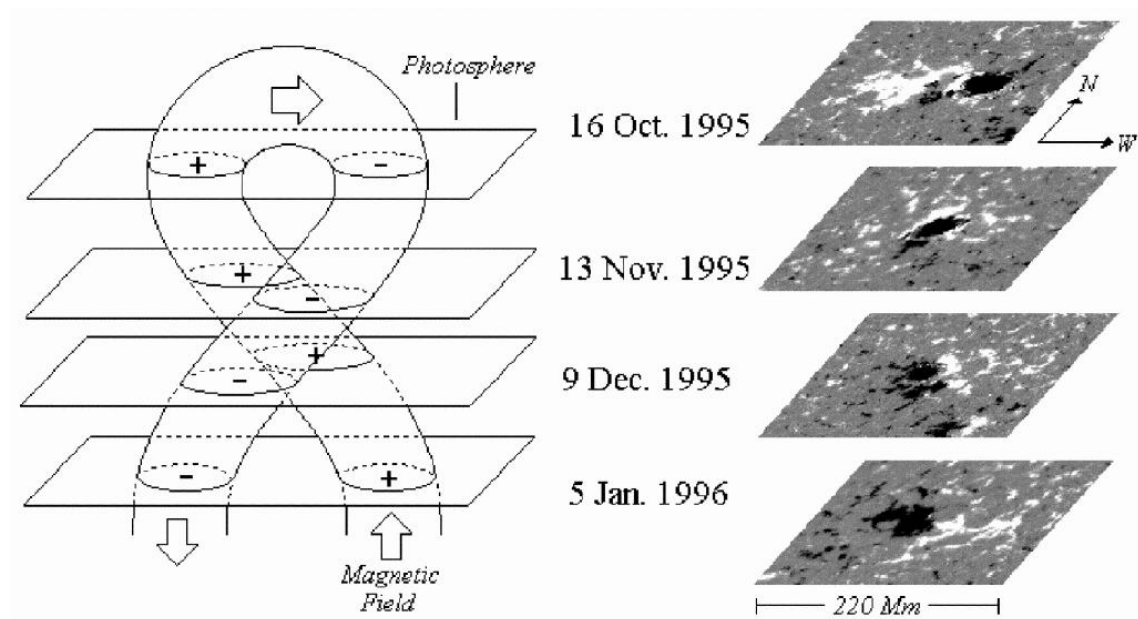 Photosphere
+
-
+
-
+
-
-
+
Magnetic
Field
16 Oct. 1995
N
W
13 Nov. 1995
9 Dec. 1995
5 Jan. 1996
220 Mm